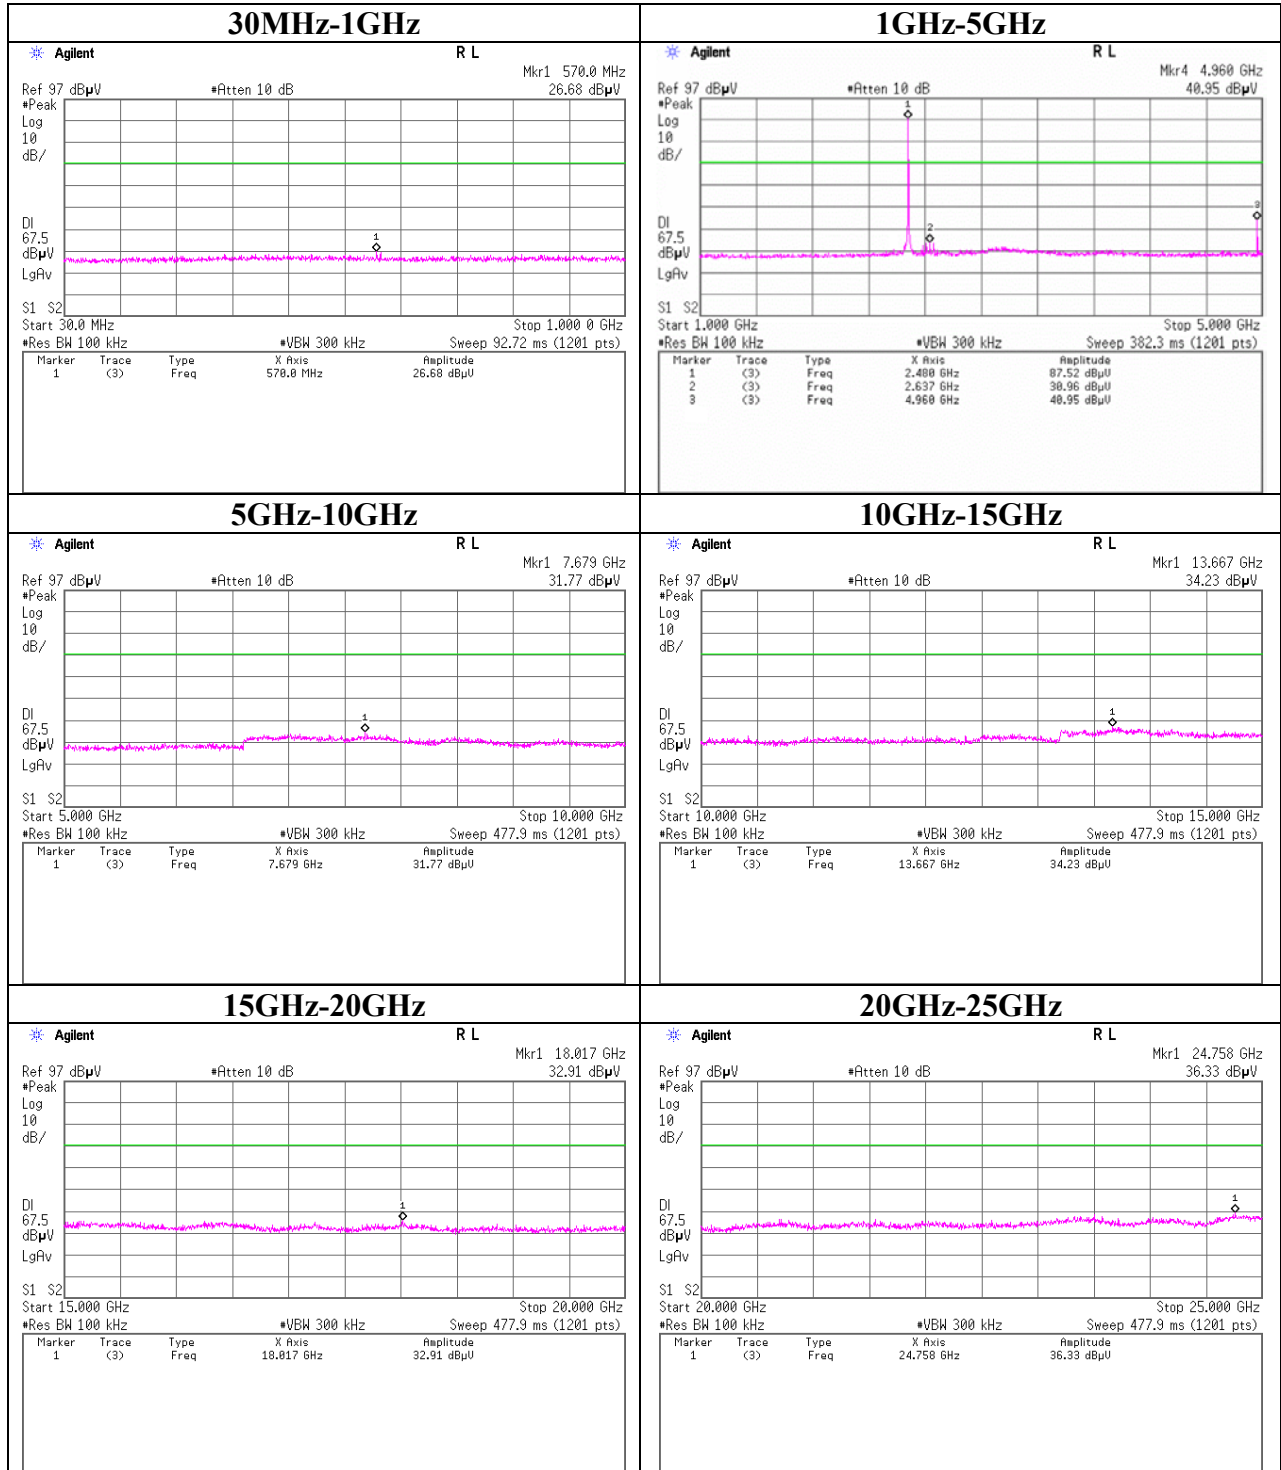 30MHz-1GHz
Agilent R L
Mkr1 570.0 MHz
Ref 97 dBµV #Atten 10 dB 26.68 dBµV
#Peak
Log
10
dB/
1
DI
67.5
dBµV
LgAv
S1 S2
Start 30.0 MHz Stop 1.000 0 GHz
#Res BW 100 kHz #VBW 300 kHz Sweep 92.72 ms (1201 pts)
Marker Trace Type X Axis Amplitude
1 (3) Freq 570.0 MHz 26.68 dBµV
1GHz-5GHz
Agilent R L
Mkr4 4.960 GHz
Ref 97 dBµV #Atten 10 dB 40.95 dBµV
#Peak
Log
10
dB/
1
2
3
DI
67.5
dBµV
LgAv
S1 S2
Start 1.000 GHz Stop 5.000 GHz
#Res BW 100 kHz #VBW 300 kHz Sweep 382.3 ms (1201 pts)
Marker Trace Type X Axis Amplitude
1 (3) Freq 2.480 GHz 87.52 dBµV
2 (3) Freq 2.637 GHz 30.96 dBµV
3 (3) Freq 4.960 GHz 40.95 dBµV
5GHz-10GHz
Agilent R L
Mkr1 7.679 GHz
Ref 97 dBµV #Atten 10 dB 31.77 dBµV
#Peak
Log
10
dB/
1
DI
67.5
dBµV
LgAv
S1 S2
Start 5.000 GHz Stop 10.000 GHz
#Res BW 100 kHz #VBW 300 kHz Sweep 477.9 ms (1201 pts)
Marker Trace Type X Axis Amplitude
1 (3) Freq 7.679 GHz 31.77 dBµV
10GHz-15GHz
Agilent R L
Mkr1 13.667 GHz
Ref 97 dBµV #Atten 10 dB 34.23 dBµV
#Peak
Log
10
dB/
1
DI
67.5
dBµV
LgAv
S1 S2
Start 10.000 GHz Stop 15.000 GHz
#Res BW 100 kHz #VBW 300 kHz Sweep 477.9 ms (1201 pts)
Marker Trace Type X Axis Amplitude
1 (3) Freq 13.667 GHz 34.23 dBµV
15GHz-20GHz
Agilent R L
Mkr1 18.017 GHz
Ref 97 dBµV #Atten 10 dB 32.91 dBµV
#Peak
Log
10
dB/
1
DI
67.5
dBµV
LgAv
S1 S2
Start 15.000 GHz Stop 20.000 GHz
#Res BW 100 kHz #VBW 300 kHz Sweep 477.9 ms (1201 pts)
Marker Trace Type X Axis Amplitude
1 (3) Freq 18.017 GHz 32.91 dBµV
20GHz-25GHz
Agilent R L
Mkr1 24.758 GHz
Ref 97 dBµV #Atten 10 dB 36.33 dBµV
#Peak
Log
10
dB/
1
DI
67.5
dBµV
LgAv
S1 S2
Start 20.000 GHz Stop 25.000 GHz
#Res BW 100 kHz #VBW 300 kHz Sweep 477.9 ms (1201 pts)
Marker Trace Type X Axis Amplitude
1 (3) Freq 24.758 GHz 36.33 dBµV